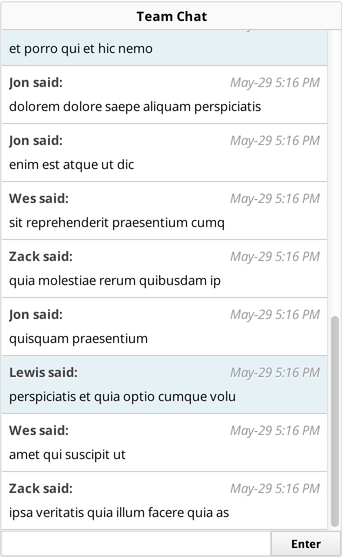 Team Chat
et porro qui et hic nemo
Jon said: May-29 5:16 PM
dolorem dolore saepe aliquam perspiciatis
Jon said: May-29 5:16 PM
enim est atque ut dic
Wes said: May-29 5:16 PM
sit reprehenderit praesentium cumq
Zack said: May-29 5:16 PM
quia molestiae rerum quibusdam ip
Jon said: May-29 5:16 PM
quisquam praesentium
Lewis said: May-29 5:16 PM
perspiciatis et quia optio cumque volu
Wes said: May-29 5:16 PM
amet qui suscipit ut
Zack said: May-29 5:16 PM
ipsa veritatis quia illum facere quia as
Enter